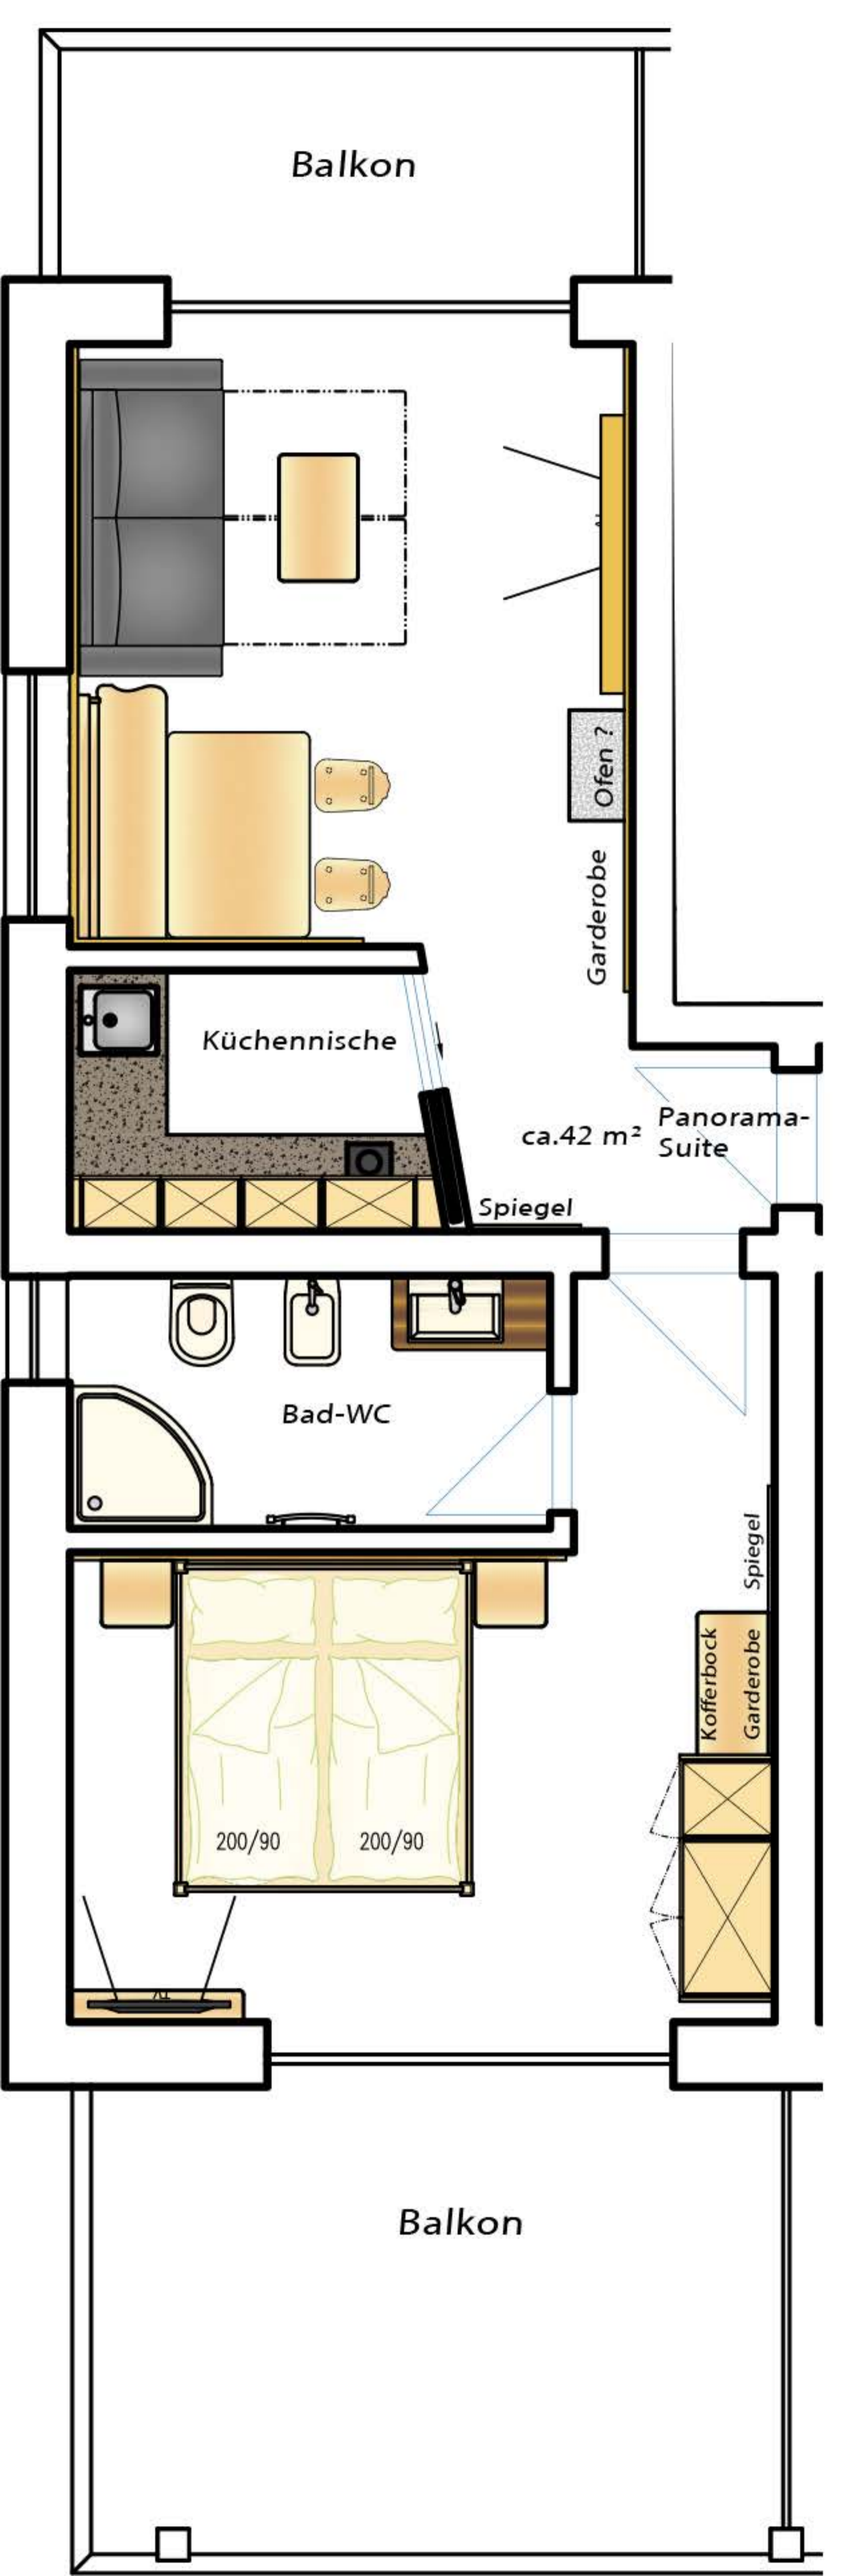 Balkon
Ofen ?
Garderobe
Küchennische
ca.42 m²
Panorama-
Suite
Spiegel
Bad-WC
Spiegel
Kofferbock
Garderobe
200/90
200/90
Balkon